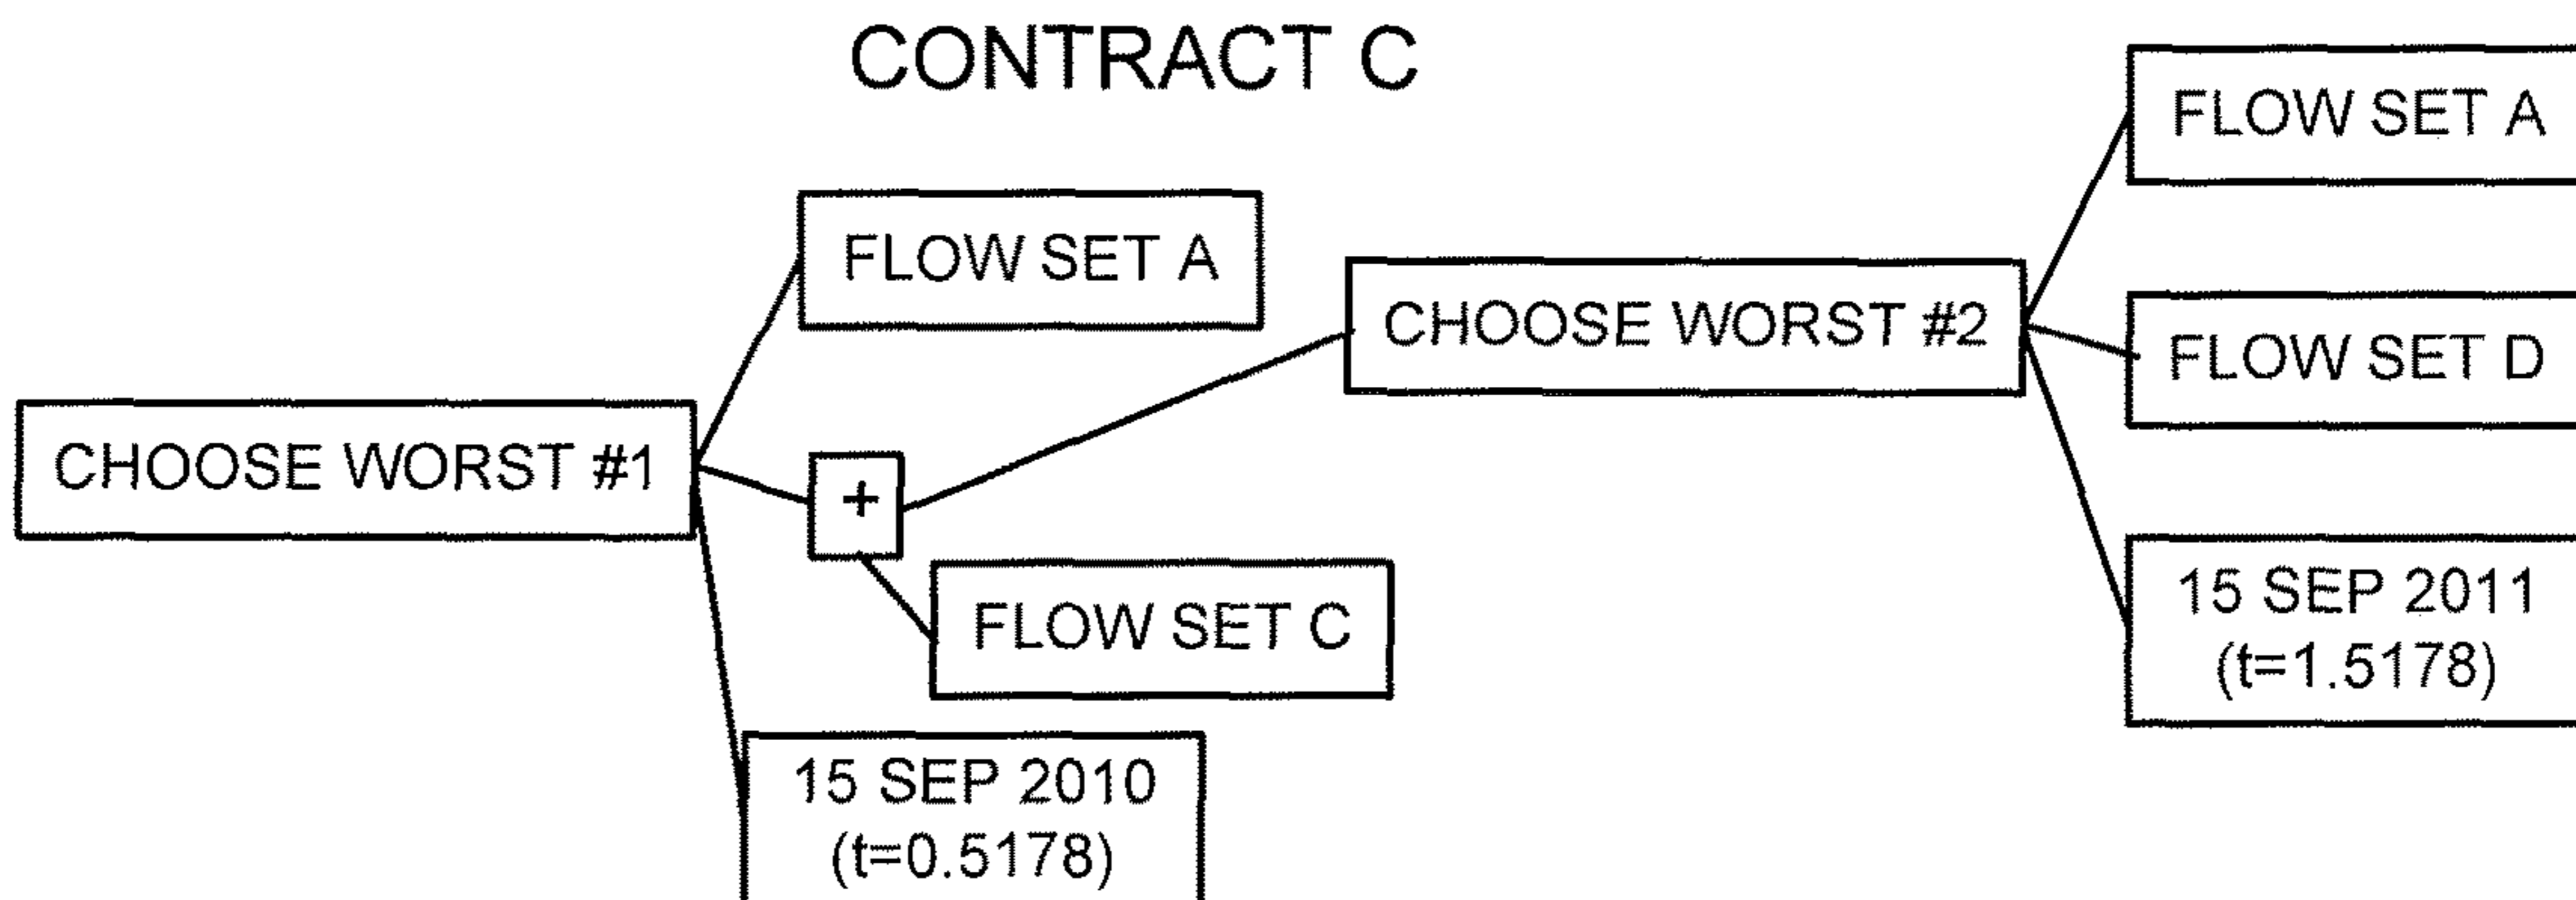 CONTRACT C
FLOW SET A
FLOW SET A
CHOOSE WORST #2
FLOW SET D
CHOOSE WORST #1
+
FLOW SET C
15 SEP 2011
(t=1.5178)
15 SEP 2010
(t=0.5178)